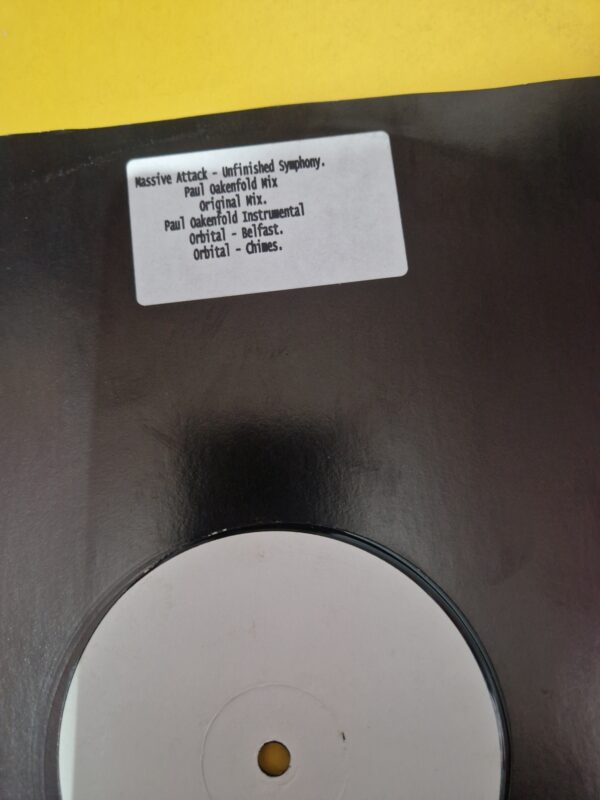 Massive Attack - Unfinished Symphony.
Paul Oakenfold Mix
Original Mix.
Paul Oakenfold Instrumental
Orbital - Belfast.
Orbital - Chimes.